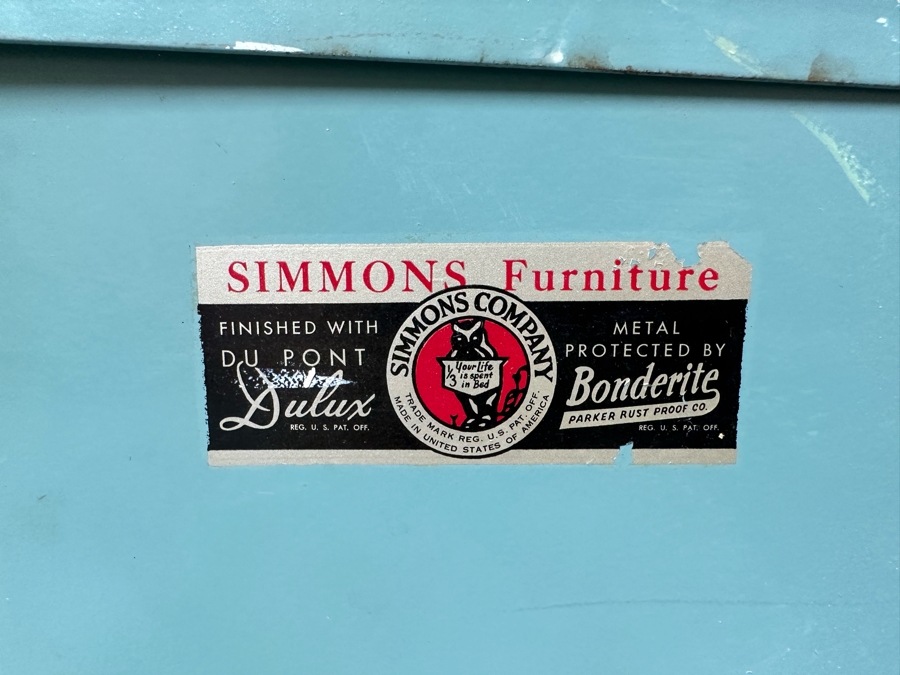 SIMMONS Furniture
FINISHED WITH
DU PONT
Dulux
REG. U. S. PAT. OFF.
SIMMONS COMPANY
1/3 Your Life
is spent
in Bed
TRADE MARK REG. U. S. PAT. OFF.
MADE IN UNITED STATES OF AMERICA
METAL
PROTECTED BY
Bonderite
PARKER RUST PROOF CO.
REG. U. S. PAT. OFF.